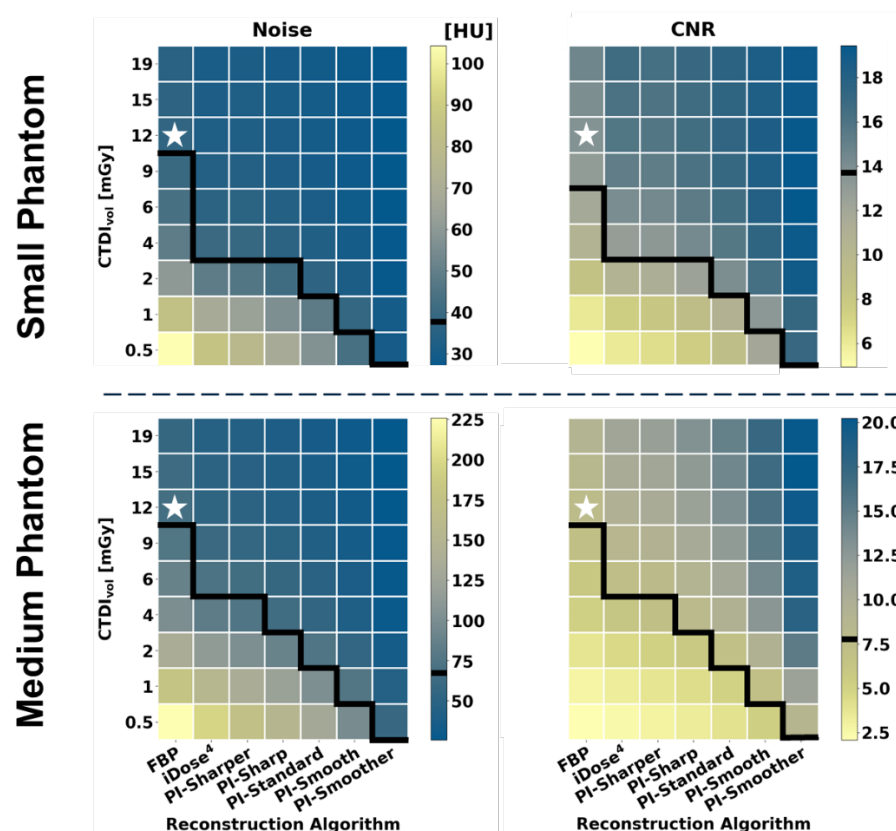 Small Phantom
Noise
[HU]
CNR
CTDIvol [mGy]
19
15
12
9
6
4
2
1
0.5
100
90
80
70
60
50
40
30
18
16
14
12
10
8
6
Medium Phantom
CTDIvol [mGy]
19
15
12
9
6
4
2
1
0.5
225
200
175
150
125
100
75
50
20.0
17.5
15.0
12.5
10.0
7.5
5.0
2.5
FBP
iDose⁴
PI-Sharper
PI-Sharp
PI-Standard
PI-Smooth
PI-Smoother
Reconstruction Algorithm
FBP
iDose⁴
PI-Sharper
PI-Sharp
PI-Standard
PI-Smooth
PI-Smoother
Reconstruction Algorithm